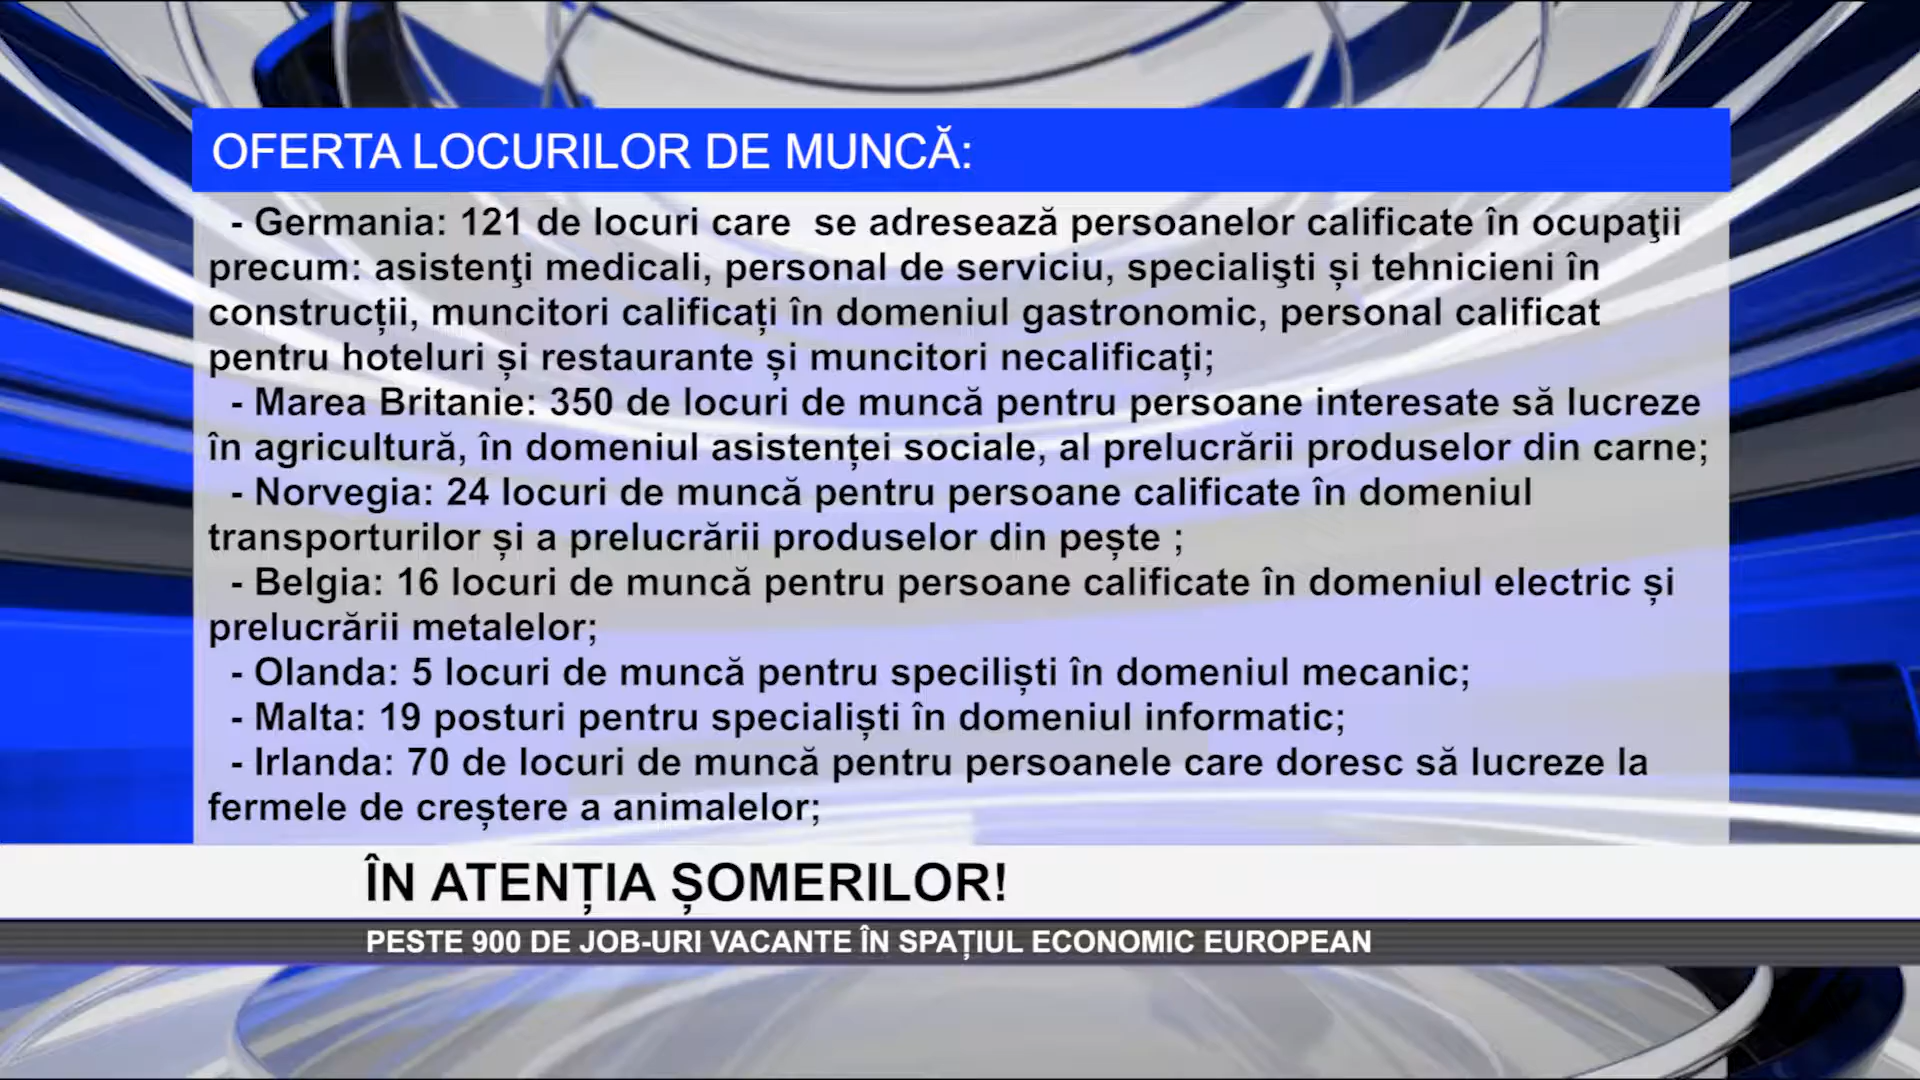 OFERTA LOCURILOR DE MUNCĂ:
- Germania: 121 de locuri care  se adresează persoanelor calificate în ocupaţii
precum: asistenţi medicali, personal de serviciu, specialişti și tehnicieni în
construcții, muncitori calificați în domeniul gastronomic, personal calificat
pentru hoteluri și restaurante și muncitori necalificați;
- Marea Britanie: 350 de locuri de muncă pentru persoane interesate să lucreze
în agricultură, în domeniul asistenței sociale, al prelucrării produselor din carne;
- Norvegia: 24 locuri de muncă pentru persoane calificate în domeniul
transporturilor și a prelucrării produselor din pește ;
- Belgia: 16 locuri de muncă pentru persoane calificate în domeniul electric și
prelucrării metalelor;
- Olanda: 5 locuri de muncă pentru speciliști în domeniul mecanic;
- Malta: 19 posturi pentru specialiști în domeniul informatic;
- Irlanda: 70 de locuri de muncă pentru persoanele care doresc să lucreze la
fermele de creștere a animalelor;
ÎN ATENȚIA ȘOMERILOR!
PESTE 900 DE JOB-URI VACANTE ÎN SPAȚIUL ECONOMIC EUROPEAN